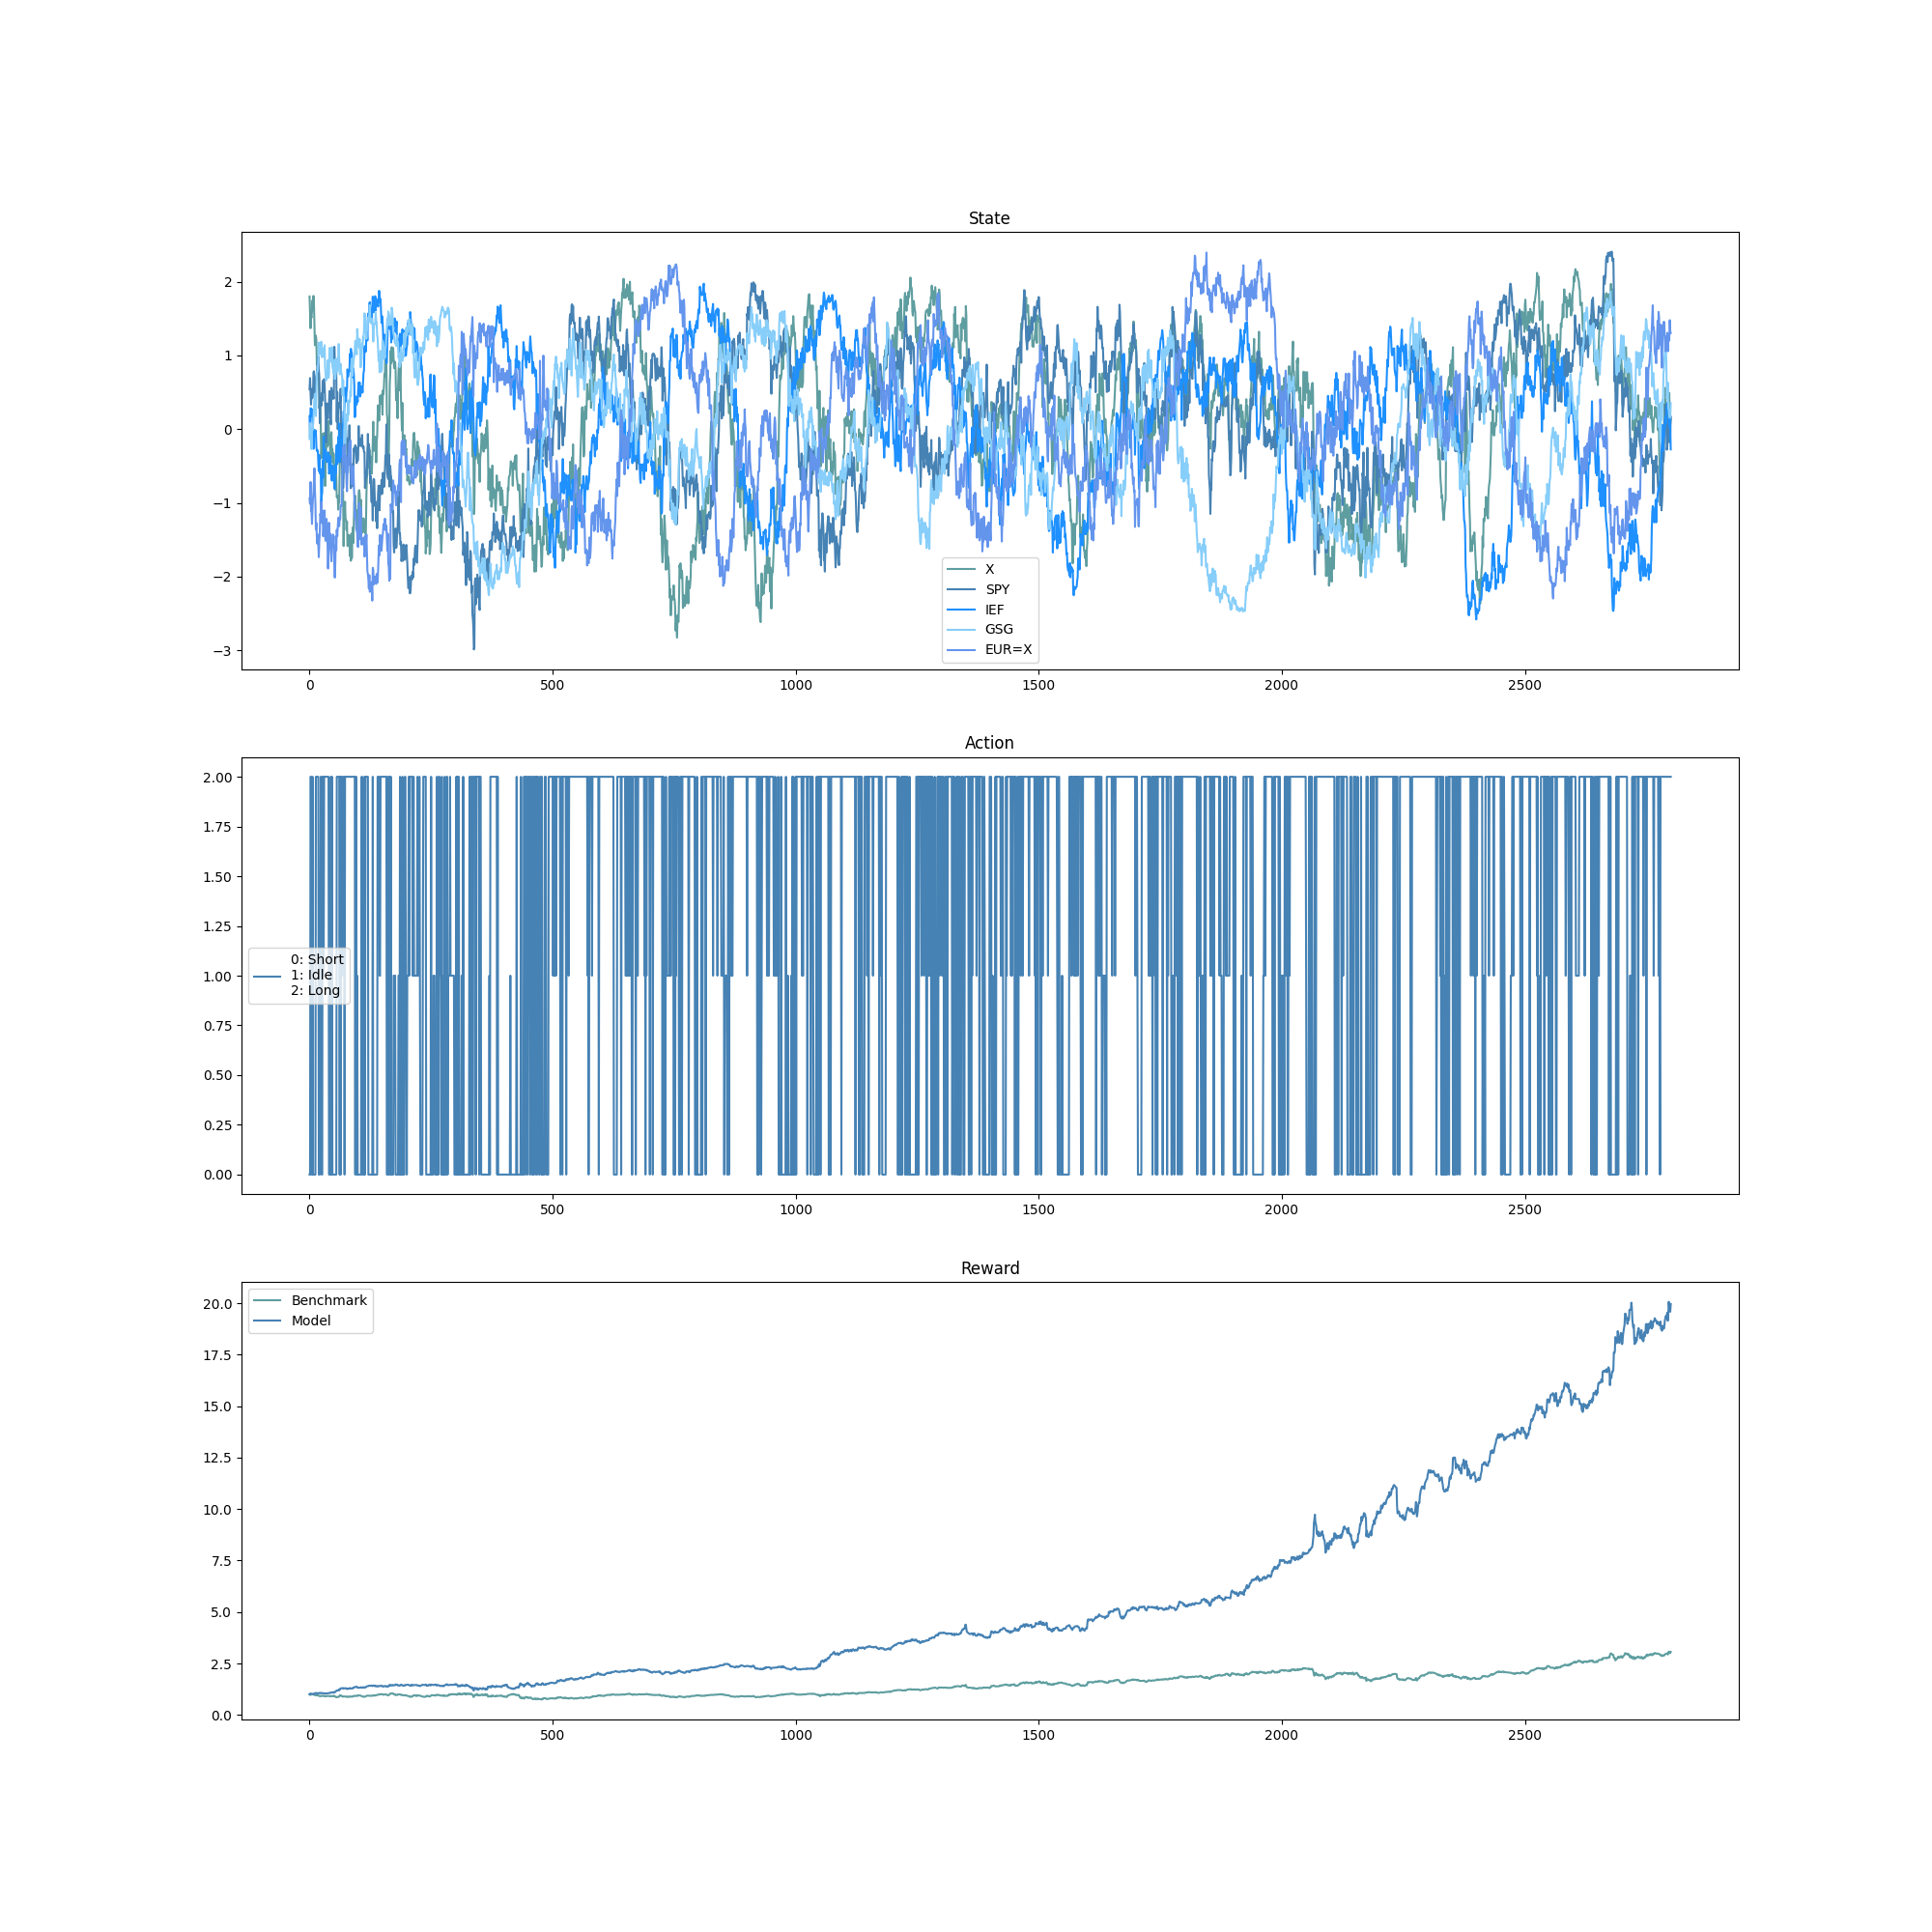 State
2
1
0
−1
−2
−3
X
SPY
IEF
GSG
EUR=X
0 500 1000 1500 2000 2500
Action
2.00
1.75
1.50
1.25
1.00
0.75
0.50
0.25
0.00
0: Short
1: Idle
2: Long
0 500 1000 1500 2000 2500
Reward
Benchmark
Model
20.0
17.5
15.0
12.5
10.0
7.5
5.0
2.5
0.0
0 500 1000 1500 2000 2500